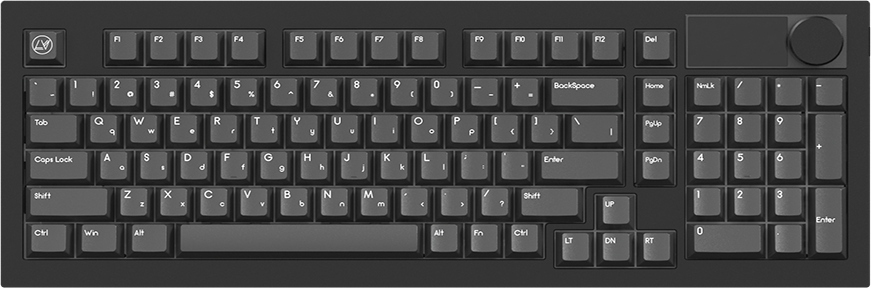 F1 F2 F3 F4 F5 F6 F7 F8 F9 F10 F11 F12 Del
` ~ 1 ! 2 @ 3 # 4 $ 5 % 6 ^ 7 & 8 * 9 ( 0 ) - _ = + BackSpace Home NmLk / * -
Tab Q q W w E e R r T t Y y U u I i O o P p [ { ] } \ | PgUp 7 8 9 +
Caps Lock A a S s D d F f G g H h J j K k L l ; : ' " Enter PgDn 4 5 6
Shift Z z X x C c V v B b N n M m , < . > / ? Shift UP 1 2 3 Enter
Ctrl Win Alt Alt Fn Ctrl LT DN RT 0 .